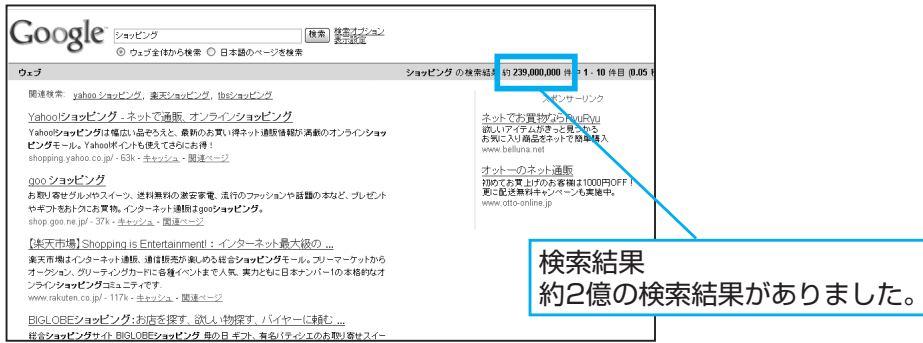 Google
ショッピング 検索 検索オプション
表示設定
ウェブ全体から検索 日本語のページを検索
ウェブ ショッピング の検索結果 約 239,000,000 件中 1 - 10 件目 (0.05
関連検索: yahoo ショッピング, 楽天ショッピング, tbsショッピング
Yahoo!ショッピング - ネットで通販、オンラインショッピング
Yahoo!ショッピングは幅広い品ぞろえと、最新のお買い得ネット通販情報が満載のオンラインショッ
ピングモール。Yahoo!ポイントも使えてさらにお得!
shopping.yahoo.co.jp/ - 63k - キャッシュ - 関連ページ
goo ショッピング
お取り寄せグルメやスイーツ、送料無料の激安家電、流行のファッションや話題の本など、プレゼント
やギフトをおトクにお買物。インターネット通販はgooショッピング。
shop.goo.ne.jp/ - 37k - キャッシュ - 関連ページ
【楽天市場】Shopping is Entertainment! : インターネット最大級の ...
楽天市場はインターネット通販、通信販売が楽しめる総合ショッピングモール。フリーマーケットから
オークション、グリーティングカードに各種イベントまで人気、実力ともに日本ナンバー1の本格的なオ
ンラインショッピングコミュニティです.
www.rakuten.co.jp/ - 117k - キャッシュ - 関連ページ
BIGLOBEショッピング:お店を探す、欲しい物探す、バイヤーに頼む ...
総合ショッピングサイト BIGLOBEショッピング 母の日 ギフト、有名パティシエのお取り寄せスイー
スポンサーリンク
ネットでお買物ならRyuRyu
欲しいアイテムがきっと見つかる
お気に入り商品をネットで簡単購入
www.belluna.net
オットーのネット通販
初めてお買上げのお客様は1000円OFF!
更に配送無料キャンペーンも実施中。
www.otto-online.jp
検索結果
約2億の検索結果がありました。